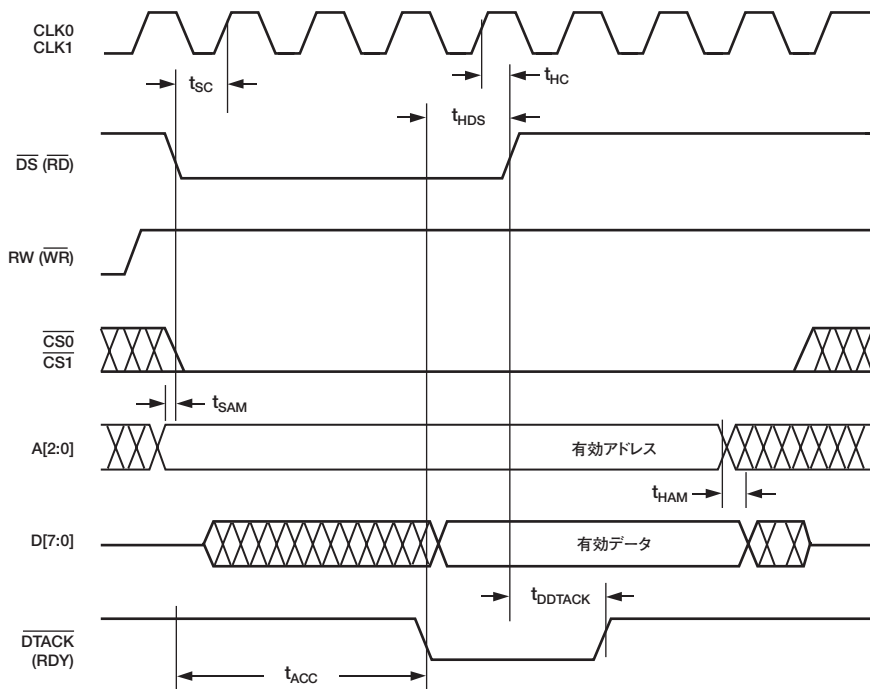 CLK0
CLK1
tSC
tHC
tHDS
DS (RD)
RW (WR)
CS0
CS1
tSAM
A[2:0]
有効アドレス
tHAM
D[7:0]
有効データ
tDDTACK
DTACK
(RDY)
tACC